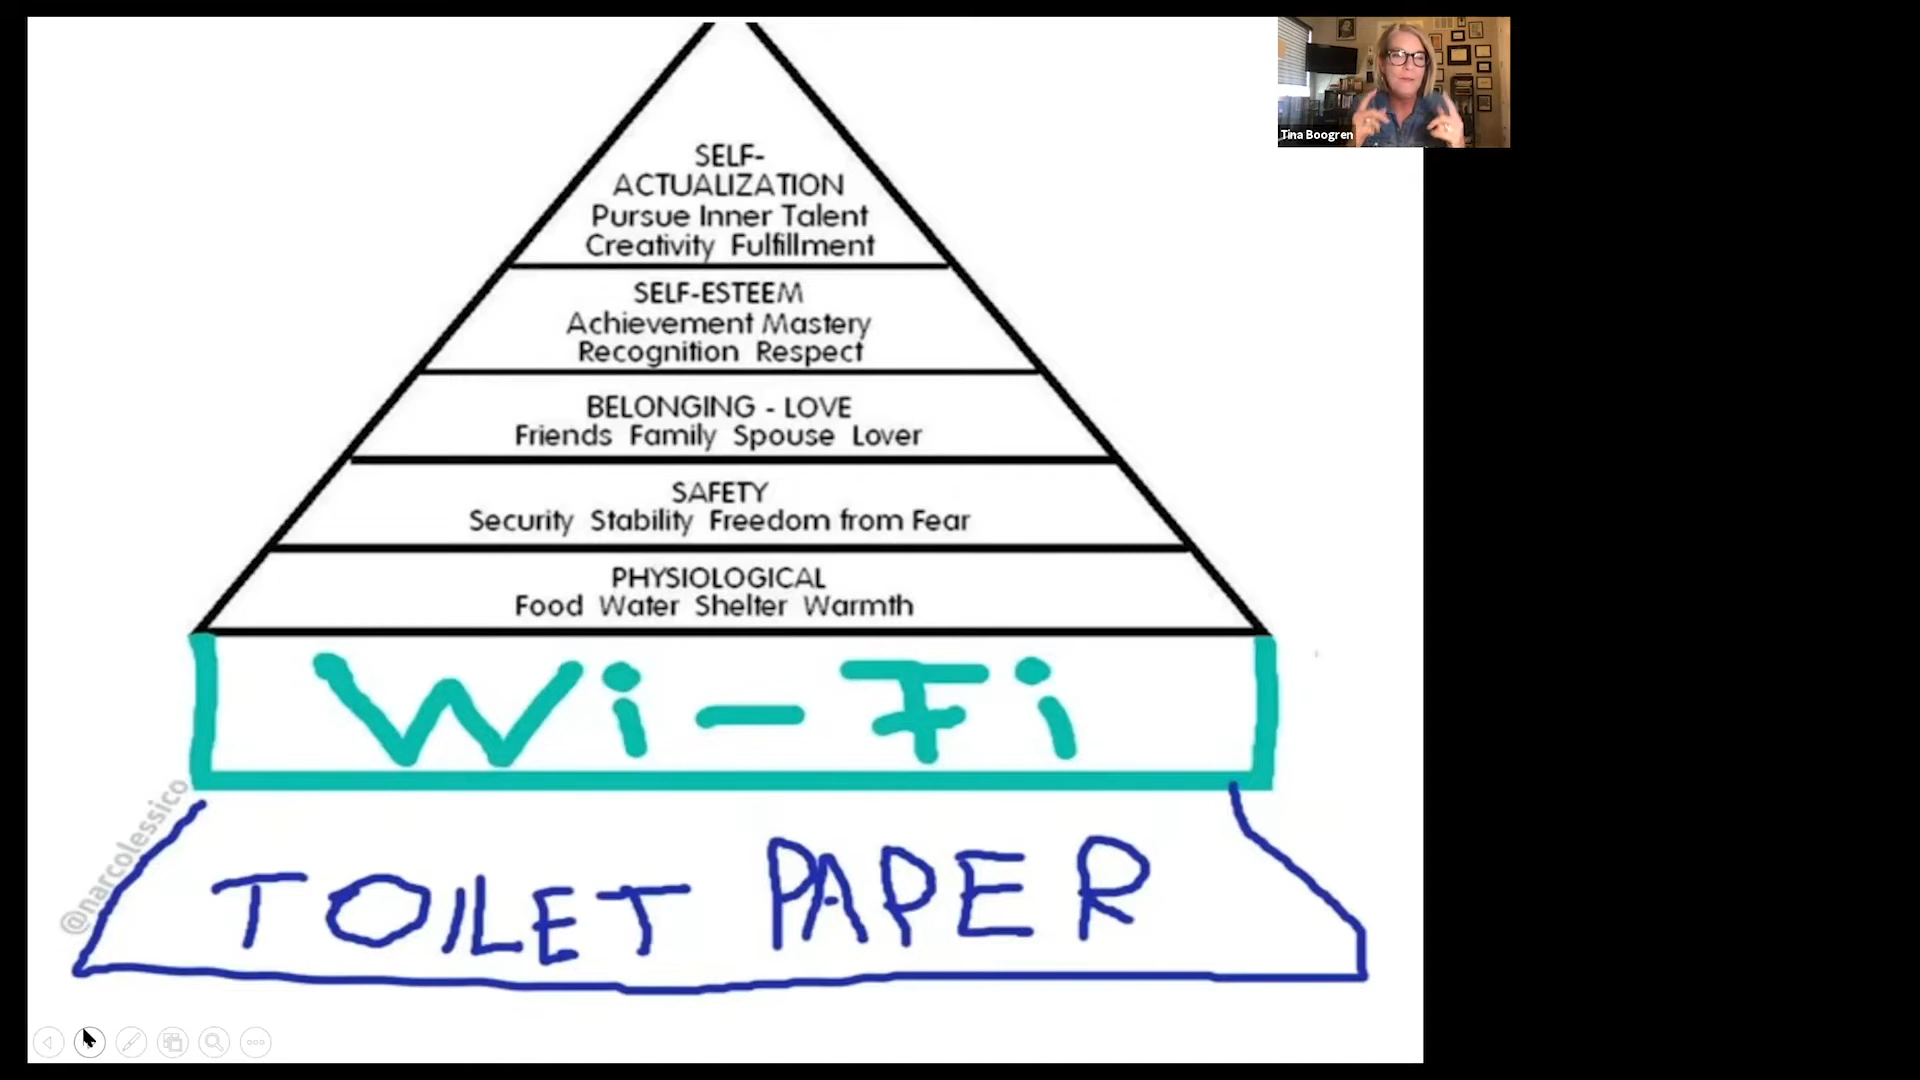 SELF-
ACTUALIZATION
Pursue Inner Talent
Creativity Fulfillment
SELF-ESTEEM
Achievement Mastery
Recognition Respect
BELONGING - LOVE
Friends Family Spouse Lover
SAFETY
Security Stability Freedom from Fear
PHYSIOLOGICAL
Food Water Shelter Warmth
Wi-Fi
TOILET PAPER
@narcolessico
Tina Boogren